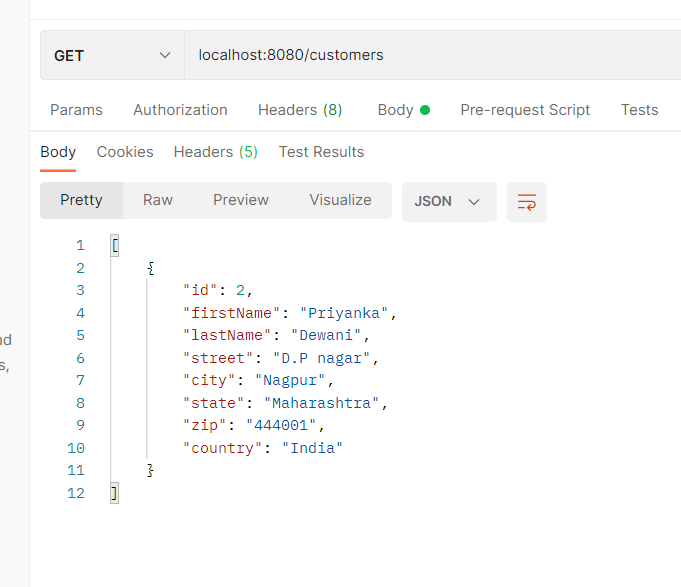 GET localhost:8080/customers
Params Authorization Headers (8) Body Pre-request Script Tests
Body Cookies Headers (5) Test Results
Pretty Raw Preview Visualize JSON
1 [
2 {
3 "id": 2,
4 "firstName": "Priyanka",
5 "lastName": "Dewani",
6 "street": "D.P nagar",
7 "city": "Nagpur",
8 "state": "Maharashtra",
9 "zip": "444001",
10 "country": "India"
11 }
12 ]